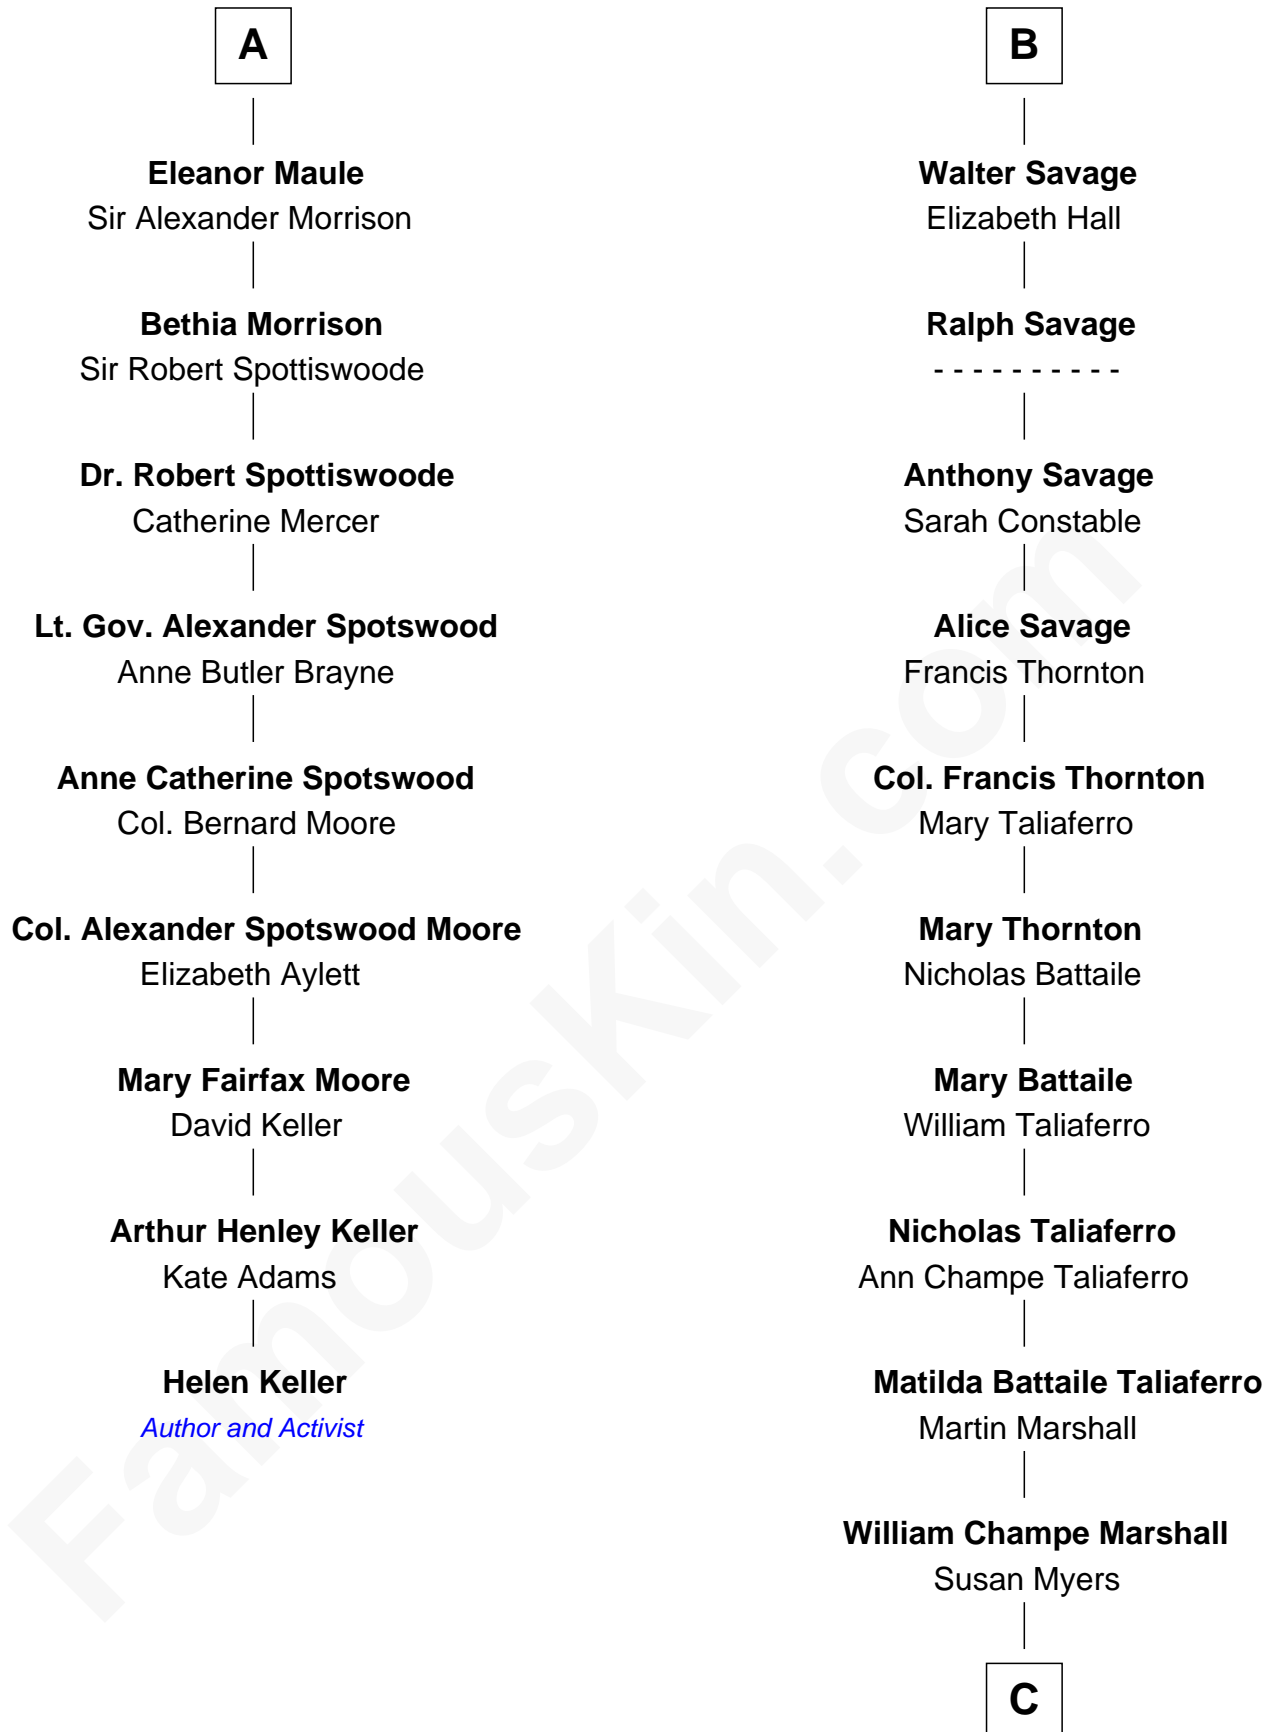 A
Eleanor Maule
Sir Alexander Morrison
Bethia Morrison
Sir Robert Spottiswoode
Dr. Robert Spottiswoode
Catherine Mercer
Lt. Gov. Alexander Spotswood
Anne Butler Brayne
Anne Catherine Spotswood
Col. Bernard Moore
Col. Alexander Spotswood Moore
Elizabeth Aylett
Mary Fairfax Moore
David Keller
Arthur Henley Keller
Kate Adams
Helen Keller
Author and Activist
B
Walter Savage
Elizabeth Hall
Ralph Savage
- - - - - - - - - -
Anthony Savage
Sarah Constable
Alice Savage
Francis Thornton
Col. Francis Thornton
Mary Taliaferro
Mary Thornton
Nicholas Battaile
Mary Battaile
William Taliaferro
Nicholas Taliaferro
Ann Champe Taliaferro
Matilda Battaile Taliaferro
Martin Marshall
William Champe Marshall
Susan Myers
C
FamousKin.com